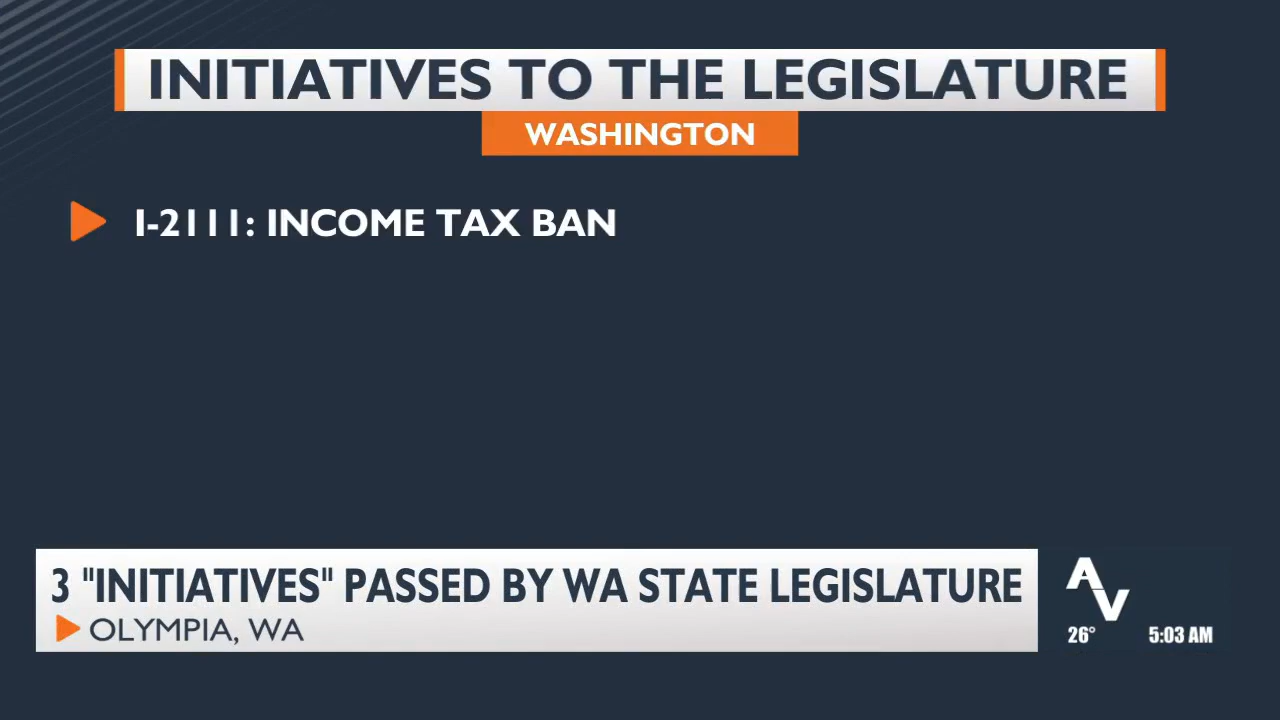 INITIATIVES TO THE LEGISLATURE
WASHINGTON
I-2111: INCOME TAX BAN
3 "INITIATIVES" PASSED BY WA STATE LEGISLATURE
OLYMPIA, WA
AV
26° 5:03 AM